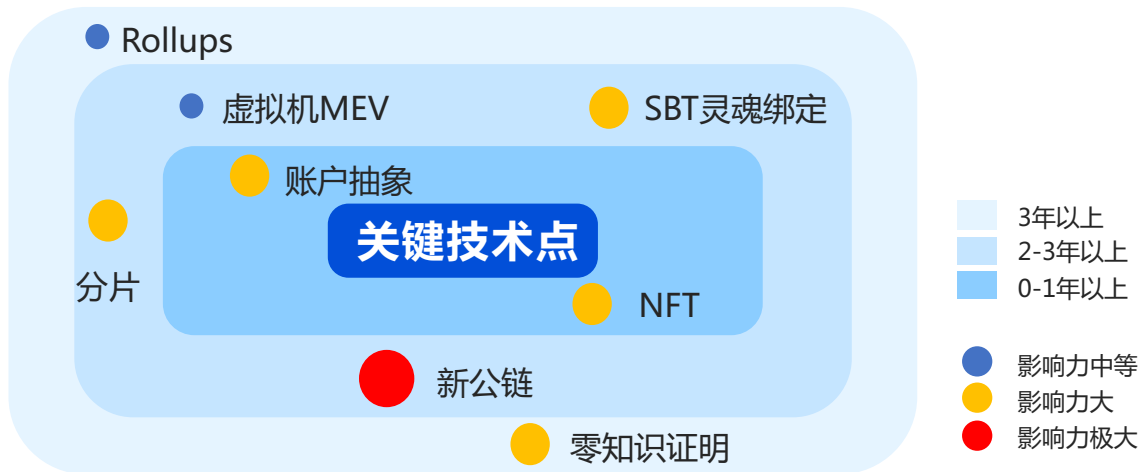 Rollups
虚拟机MEV
SBT灵魂绑定
账户抽象
关键技术点
分片
NFT
新公链
零知识证明
3年以上
2-3年以上
0-1年以上
影响力中等
影响力大
影响力极大